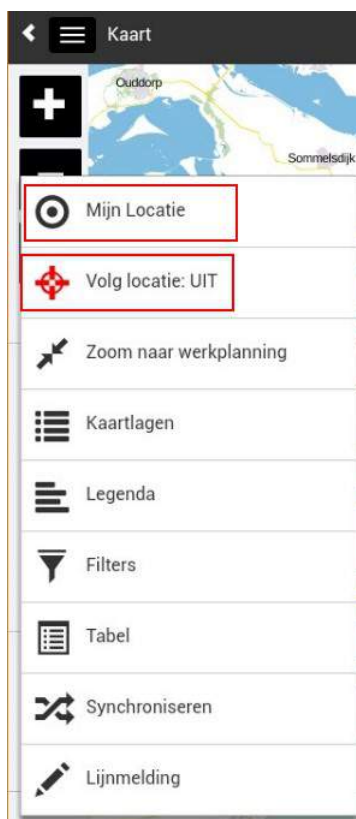 Kaart
Ouddorp
Sommelsdijk
Mijn Locatie
Volg locatie: UIT
Zoom naar werkplanning
Kaartlagen
Legenda
Filters
Tabel
Synchroniseren
Lijnmelding